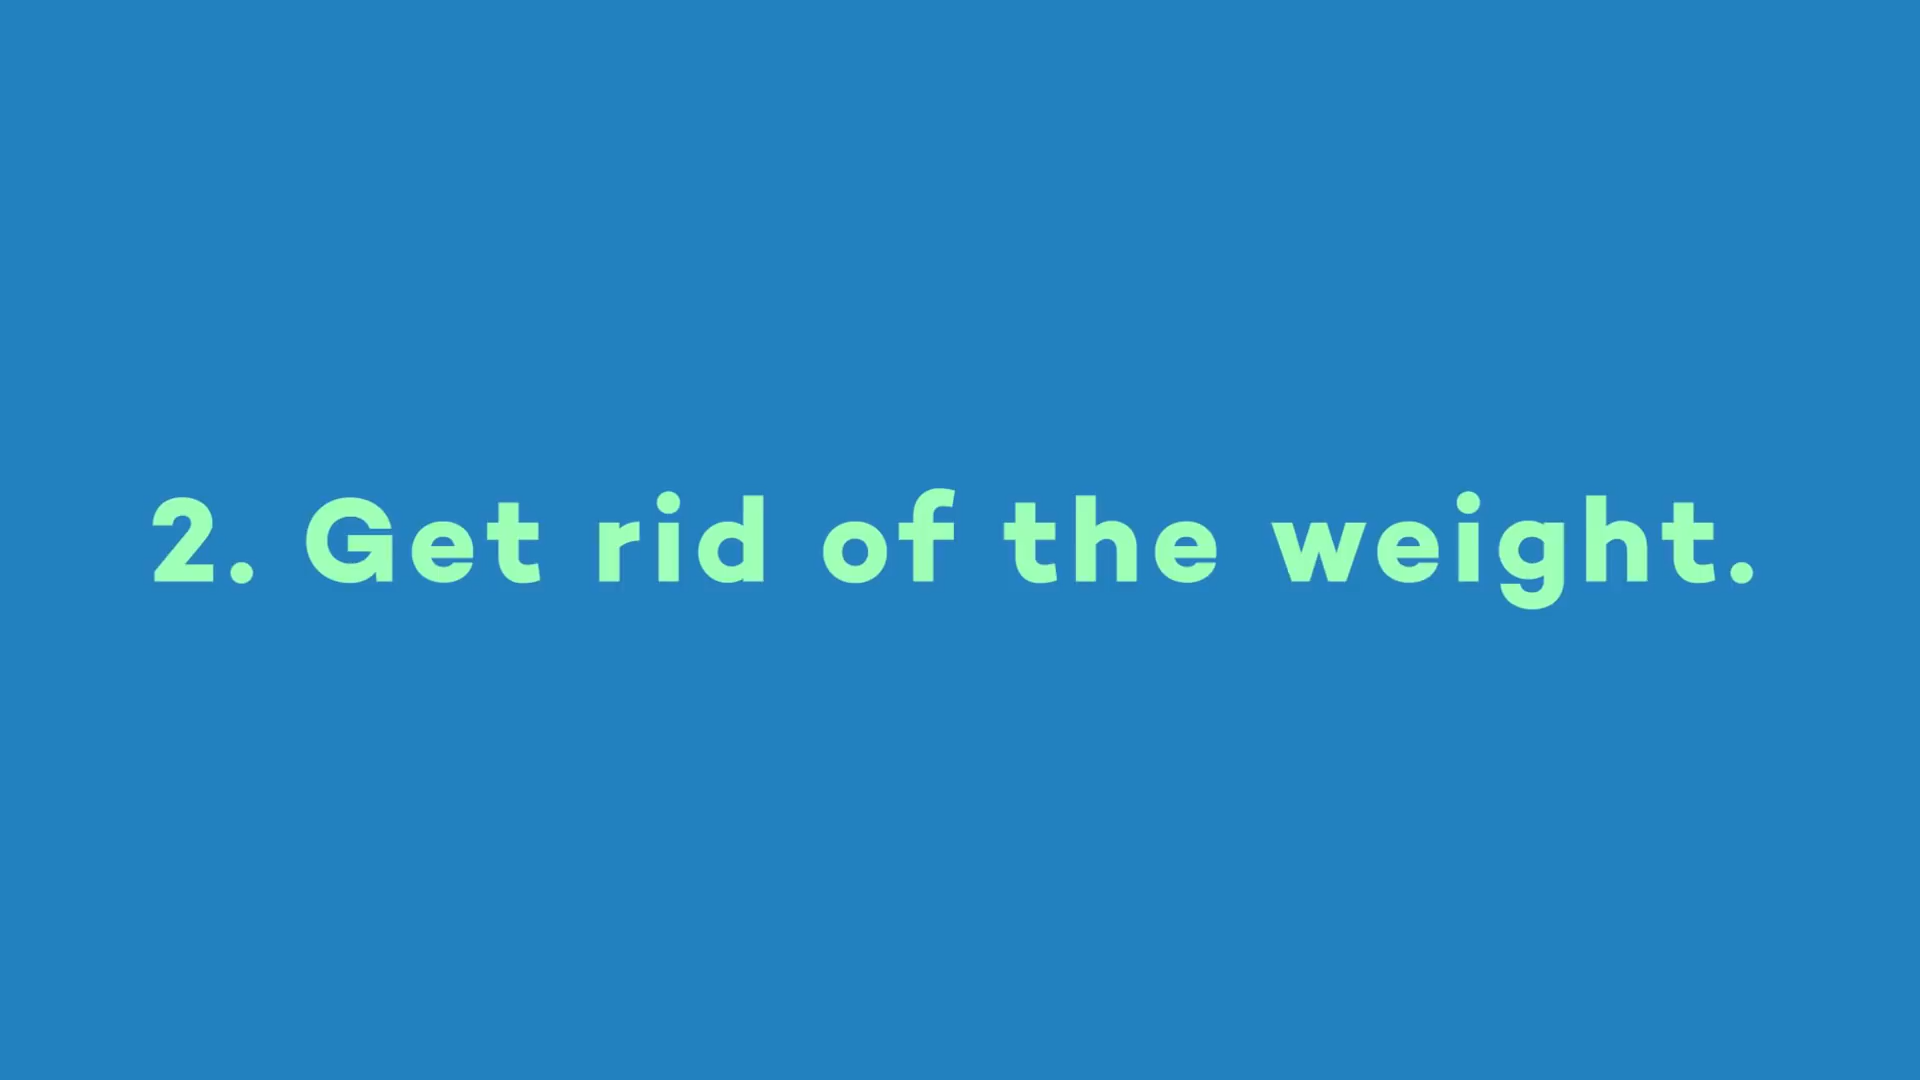 2. Get rid of the weight.